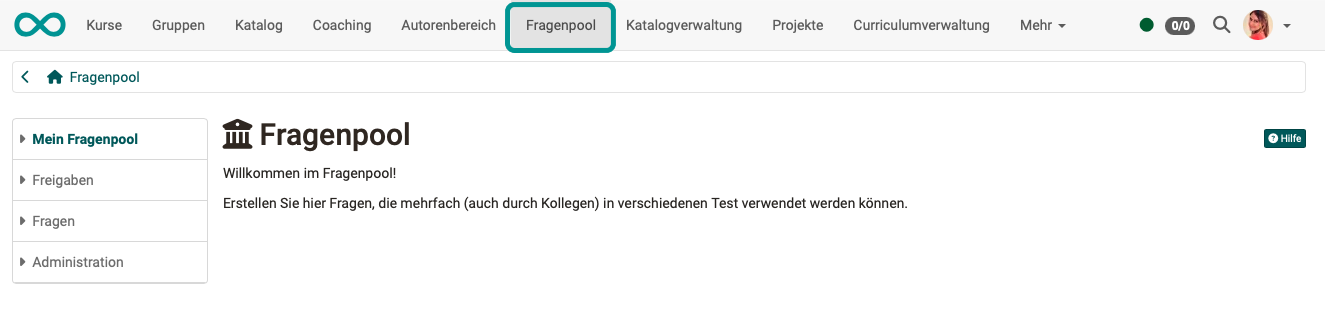 Kurse Gruppen Katalog Coaching Autorenbereich Fragenpool Katalogverwaltung Projekte Curriculumverwaltung Mehr 0/0
Fragenpool
Mein Fragenpool
Freigaben
Fragen
Administration
Fragenpool
Hilfe
Willkommen im Fragenpool!
Erstellen Sie hier Fragen, die mehrfach (auch durch Kollegen) in verschiedenen Test verwendet werden können.